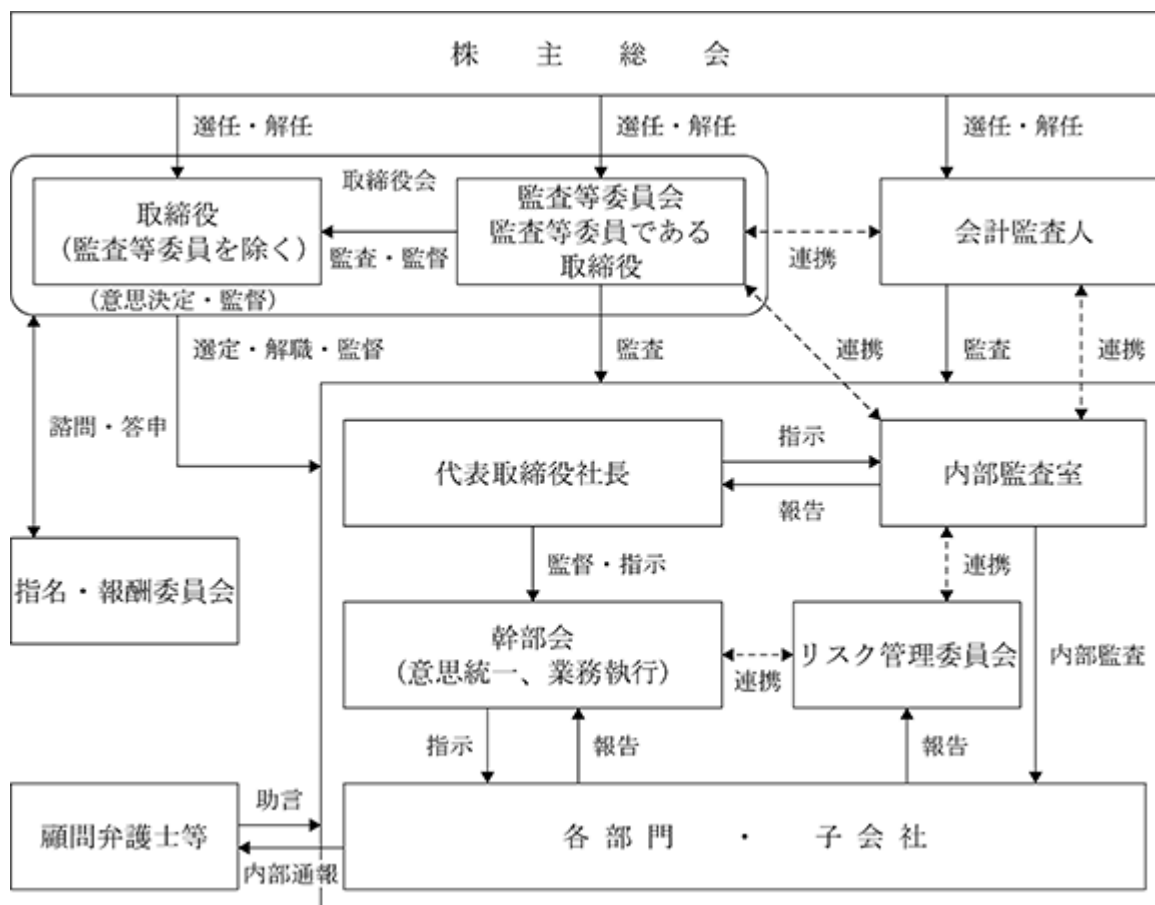 株主総会
選任・解任
選任・解任
選任・解任
取締役会
取締役
(監査等委員を除く)
監査・監督
監査等委員会
監査等委員である
取締役
連携
会計監査人
(意思決定・監督)
選定・解職・監督
監査
連携
監査
連携
諮問・答申
代表取締役社長
指示
報告
内部監査室
指名・報酬委員会
監督・指示
連携
幹部会
(意思統一、業務執行)
連携
リスク管理委員会
内部監査
指示
報告
報告
顧問弁護士等
助言
内部通報
各部門・子会社